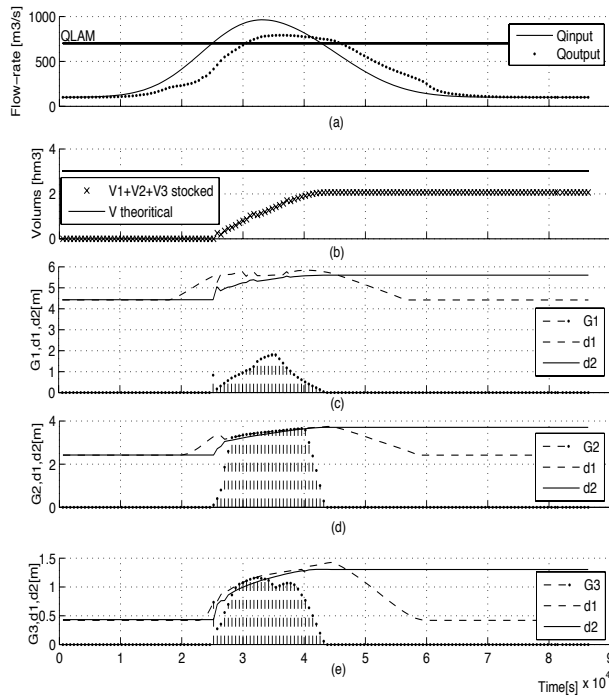 Flow−rate [m3/s]
1000
500
0
QLAM
Qinput
Qoutput
(a)
Volums [hm3]
4
2
0
V1+V2+V3 stocked
V theoritical
(b)
G1,d1,d2[m]
6
5
4
3
2
1
0
G1
d1
d2
(c)
G2,d1,d2[m]
4
2
0
G2
d1
d2
(d)
G3,d1,d2[m]
1.5
1
0.5
0
G3
d1
d2
0 1 2 3 4 5 6 7 8 9
(e)
Time[s] x 10⁴